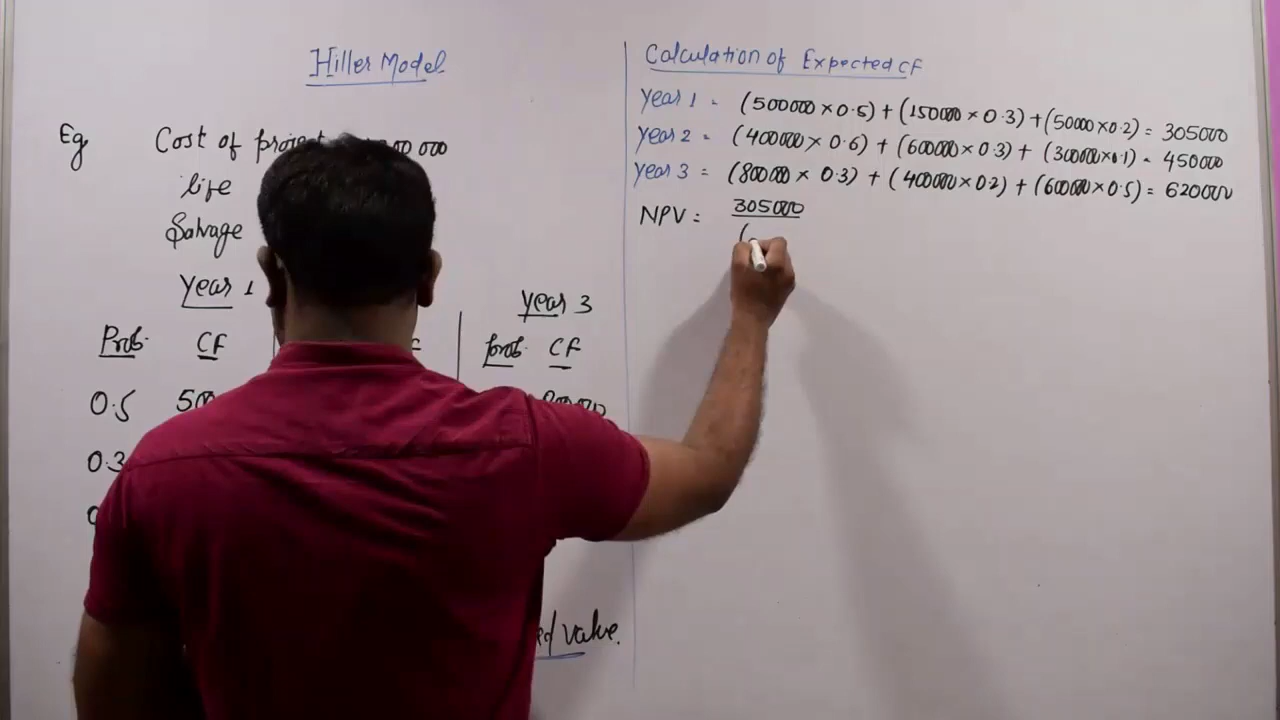 Hiller Model
Eg Cost of project 00 000
life
Salvage
Year 1
year 3
Prob. CF
prob. CF
0.5 500
0.3
value.
Calculation of Expected CF
Year 1 = (500000 × 0.5) + (150000 × 0.3) + (50000 × 0.2) = 305000
Year 2 = (400000 × 0.6) + (600000 × 0.3) + (300000 × 0.1) = 450000
Year 3 = (800000 × 0.3) + (400000 × 0.2) + (600000 × 0.5) = 620000
NPV = 305000
(